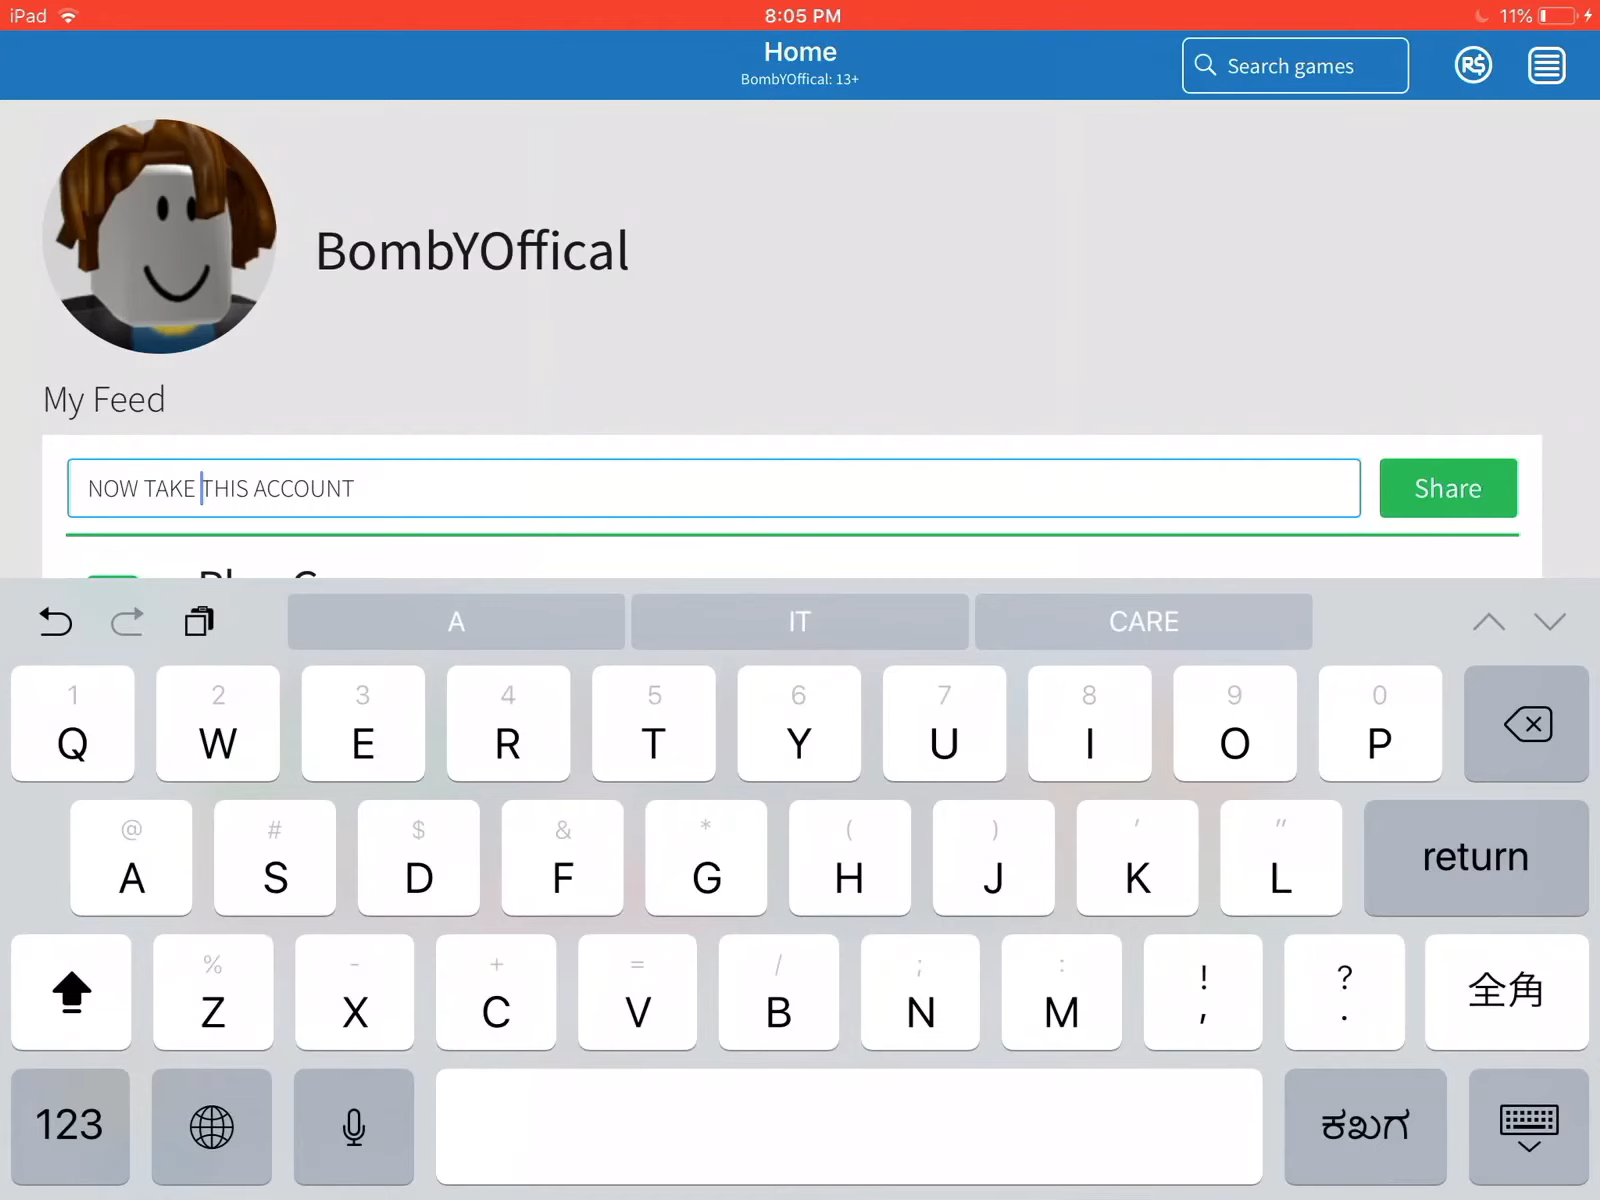 iPad 8:05 PM 11%
Home
BombYOffical: 13+
Search games
R$
BombYOffical
My Feed
NOW TAKE THIS ACCOUNT
Share
A IT CARE
1 2 3 4 5 6 7 8 9 0
Q W E R T Y U I O P
@ # $ & * ( ) ' "
A S D F G H J K L return
% - + = / ; : ! ?
Z X C V B N M , . 全角
123 ಕಖಗ